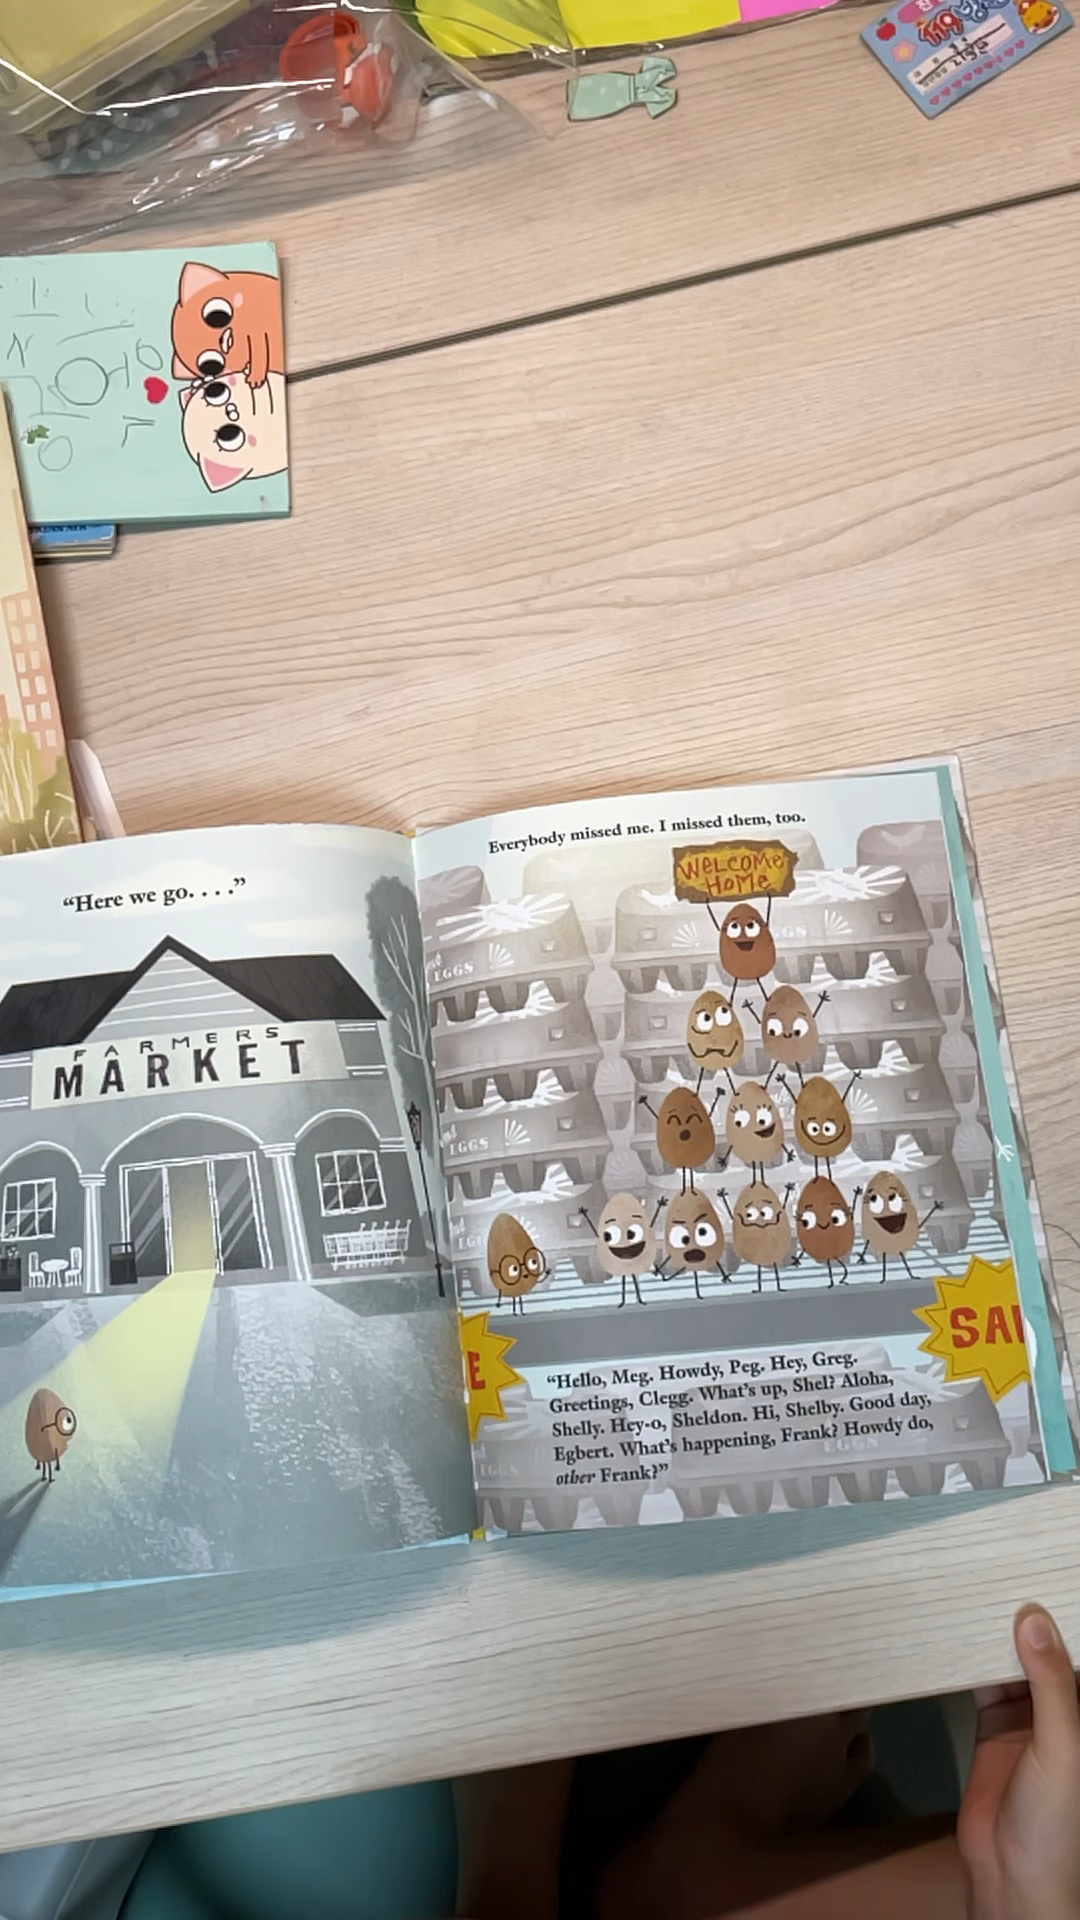 119
"Here we go. . . ."
FARMERS
MARKET
Everybody missed me. I missed them, too.
WELCOME
HOME
EGGS
EGGS
"Hello, Meg. Howdy, Peg. Hey, Greg.
Greetings, Clegg. What's up, Shel? Aloha,
Shelly. Hey-o, Sheldon. Hi, Shelby. Good day,
Egbert. What's happening, Frank? Howdy do,
other Frank?"